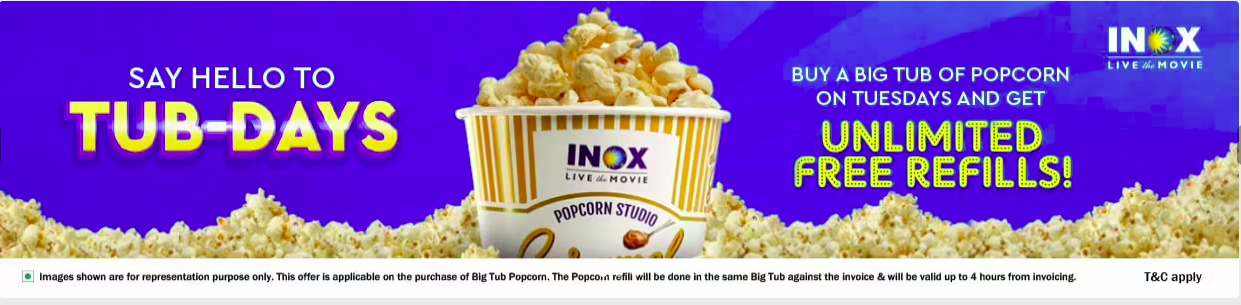 SAY HELLO TO
TUB-DAYS
INOX
LIVE the MOVIE
POPCORN STUDIO
BUY A BIG TUB OF POPCORN
ON TUESDAYS AND GET
UNLIMITED
FREE REFILLS!
INOX
LIVE the MOVIE
Images shown are for representation purpose only. This offer is applicable on the purchase of Big Tub Popcorn. The Popcorn refill will be done in the same Big Tub against the invoice & will be valid up to 4 hours from invoicing.
T&C apply